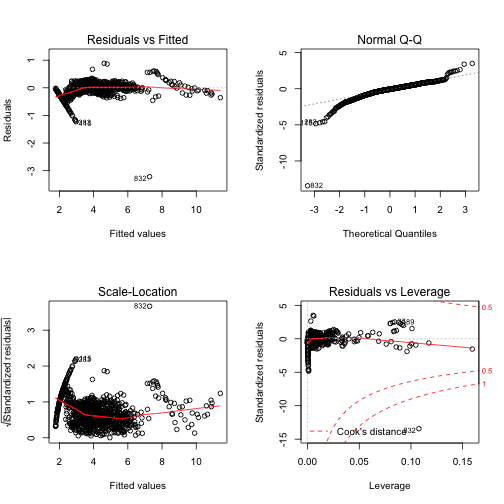 Residuals vs Fitted
Residuals
1
0
-1
-2
-3
832
2 4 6 8 10
Fitted values
Normal Q-Q
Standardized residuals
5
0
-5
-10
832
-3 -2 -1 0 1 2 3
Theoretical Quantiles
Scale-Location
√|Standardized residuals|
3
2
1
0
832
2 4 6 8 10
Fitted values
Residuals vs Leverage
Standardized residuals
5
0
-5
-10
-15
0.5
0.5
1
Cook's distance
832
0.00 0.05 0.10 0.15
Leverage